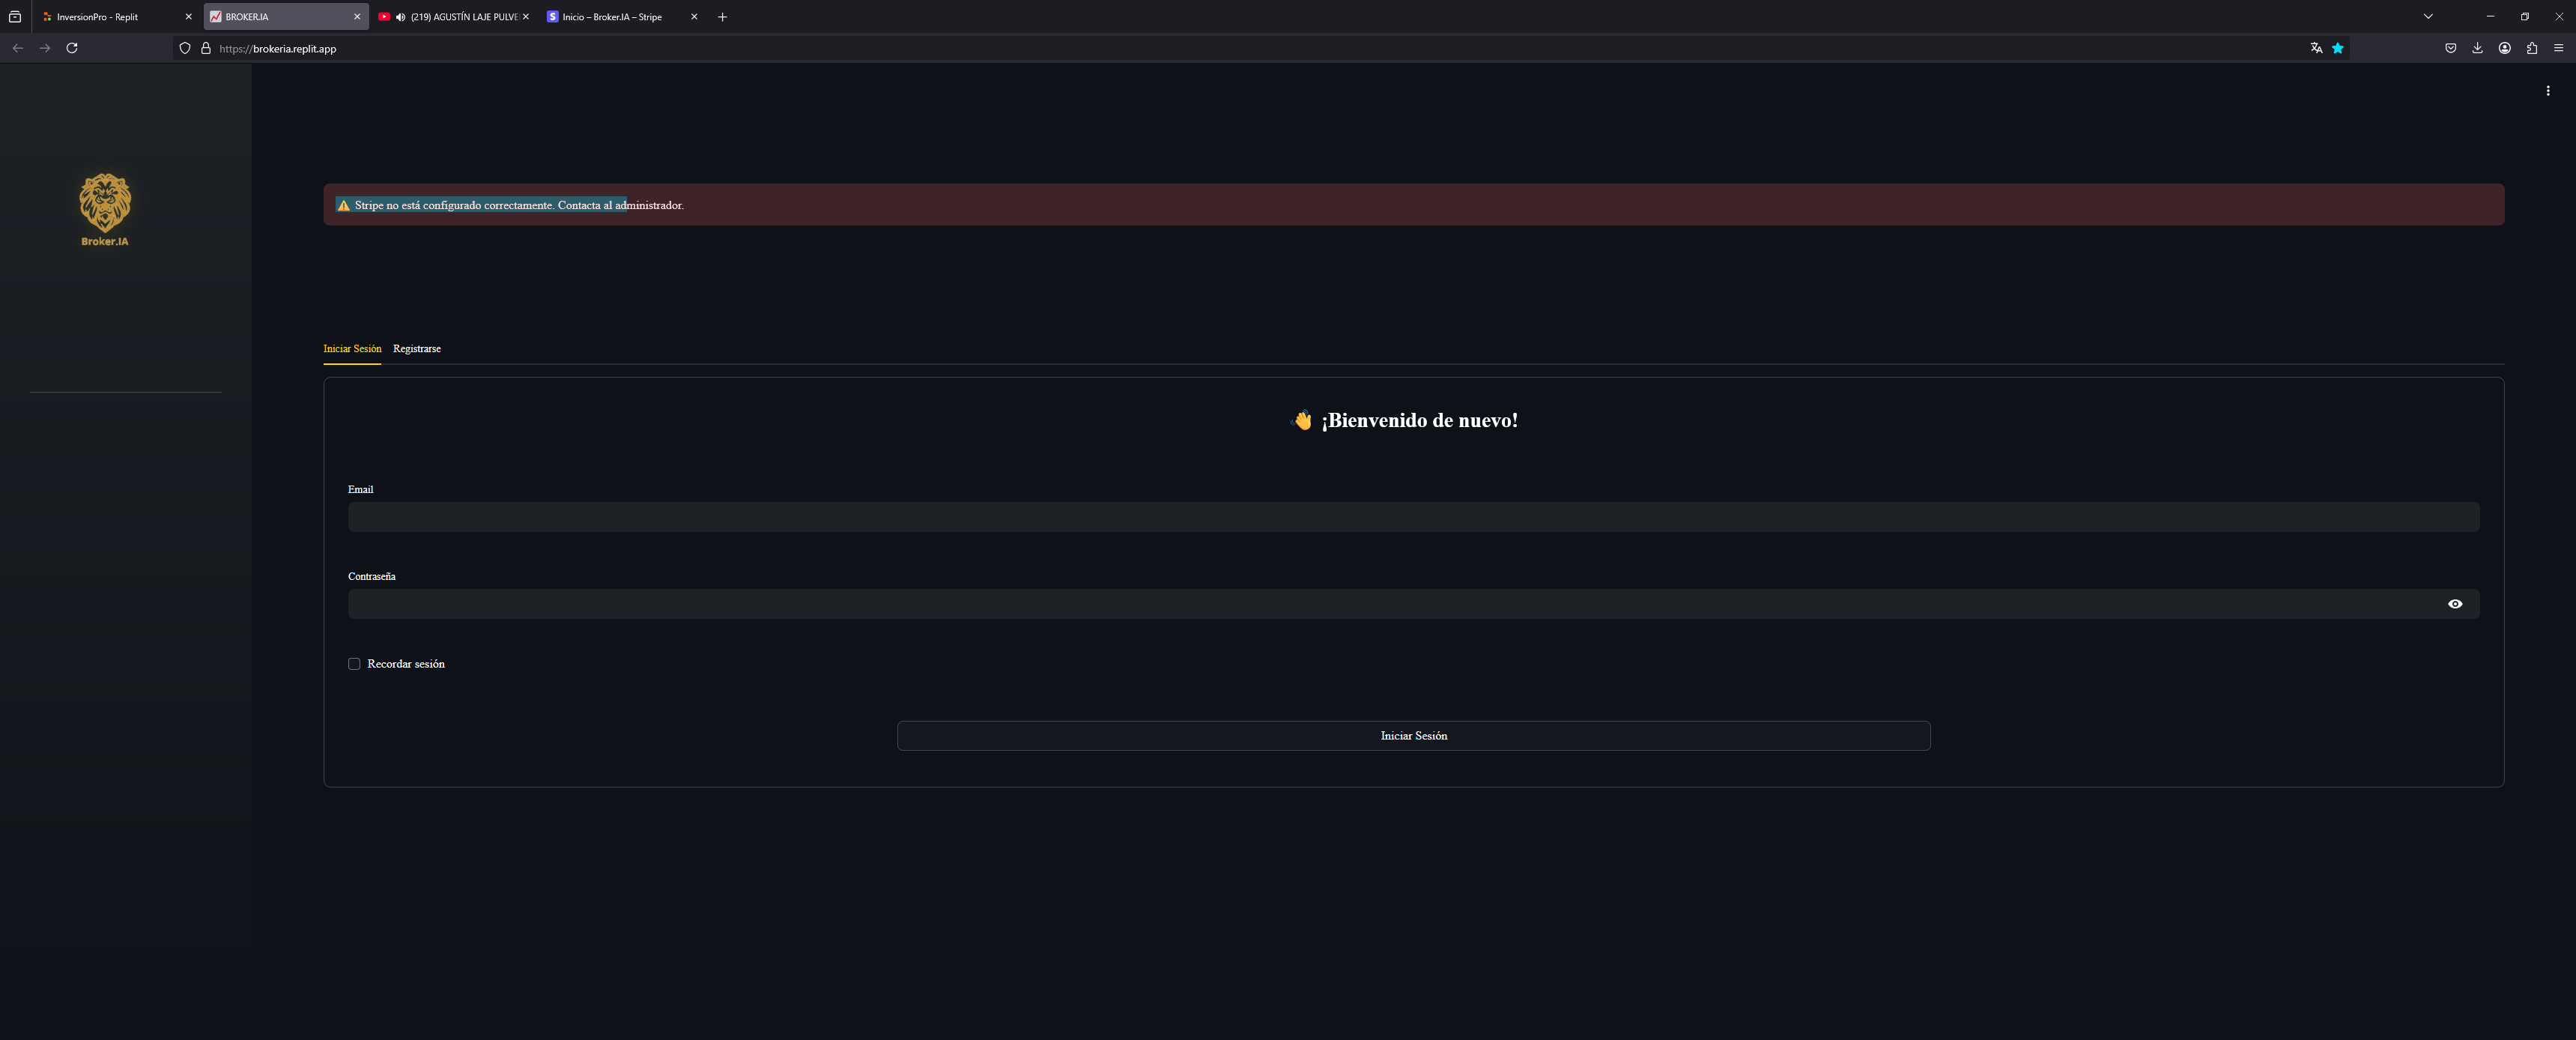 InversionPro - Replit
BROKER.IA
(219) AGUSTÍN LAJE PULVE
Inicio – Broker.IA – Stripe
https://brokeria.replit.app
Broker.IA
⚠️ Stripe no está configurado correctamente. Contacta al administrador.
Iniciar Sesión
Registrarse
👋 ¡Bienvenido de nuevo!
Email
Contraseña
Recordar sesión
Iniciar Sesión